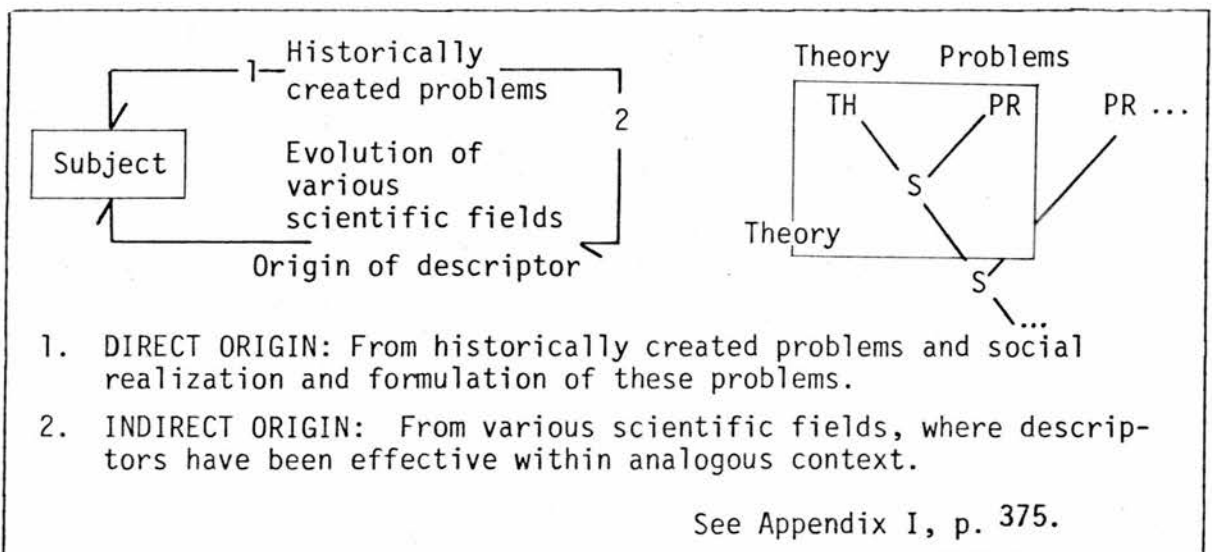 1 Historically
created problems
2
Subject
Evolution of
various
scientific fields
Origin of descriptor
Theory Problems
TH PR PR ...
S
Theory
S
...
1. DIRECT ORIGIN: From historically created problems and social
realization and formulation of these problems.
2. INDIRECT ORIGIN: From various scientific fields, where descrip-
tors have been effective within analogous context.
See Appendix I, p. 375.